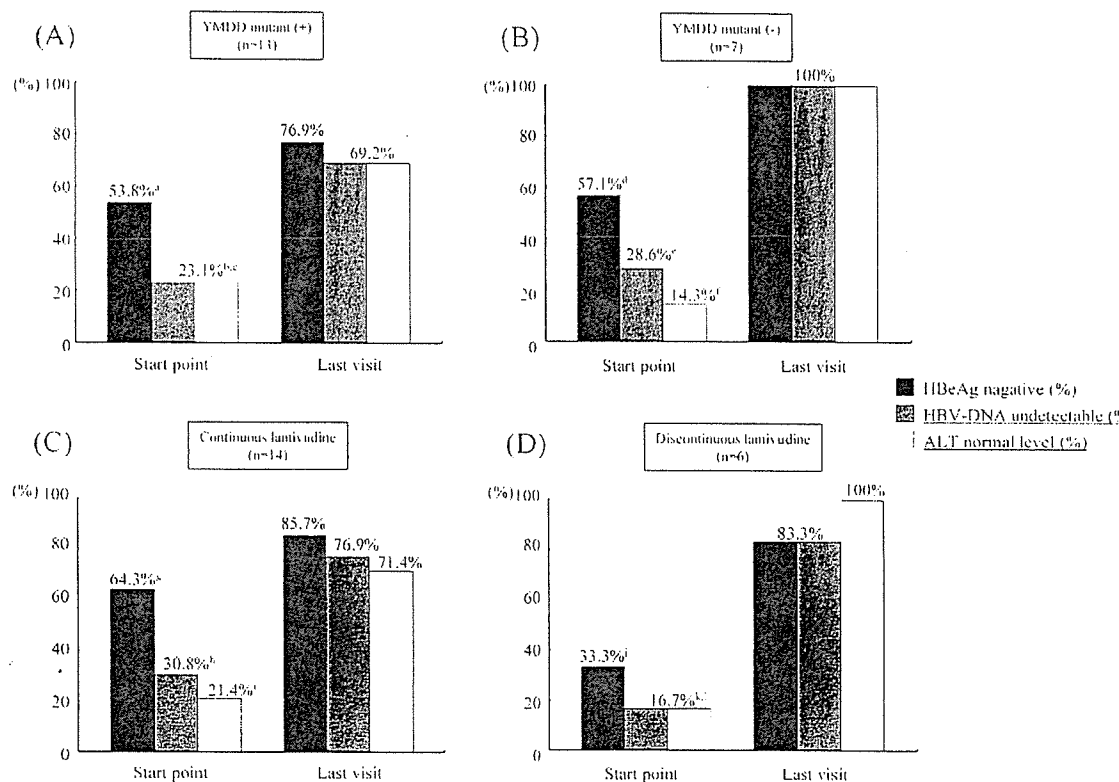 (A)
YMDD mutant (+)
(n=13)
(%) 100
80
60
40
20
0
53.8%a
23.1%b,c
76.9%
69.2%
Start point
Last visit
(B)
YMDD mutant (-)
(n=7)
(%) 100
80
60
40
20
0
57.1%d
28.6%e
14.3%f
100%
Start point
Last visit
HBeAg nagative (%)
HBV-DNA undetectable (%
ALT normal level (%)
(C)
Continuous lamivudine
(n=14)
(%) 100
80
60
40
20
0
64.3%g
30.8%h
21.4%i
85.7%
76.9%
71.4%
Start point
Last visit
(D)
Discontinuous lamivudine
(n=6)
(%) 100
80
60
40
20
0
33.3%j
16.7%k,l
83.3%
100%
Start point
Last visit